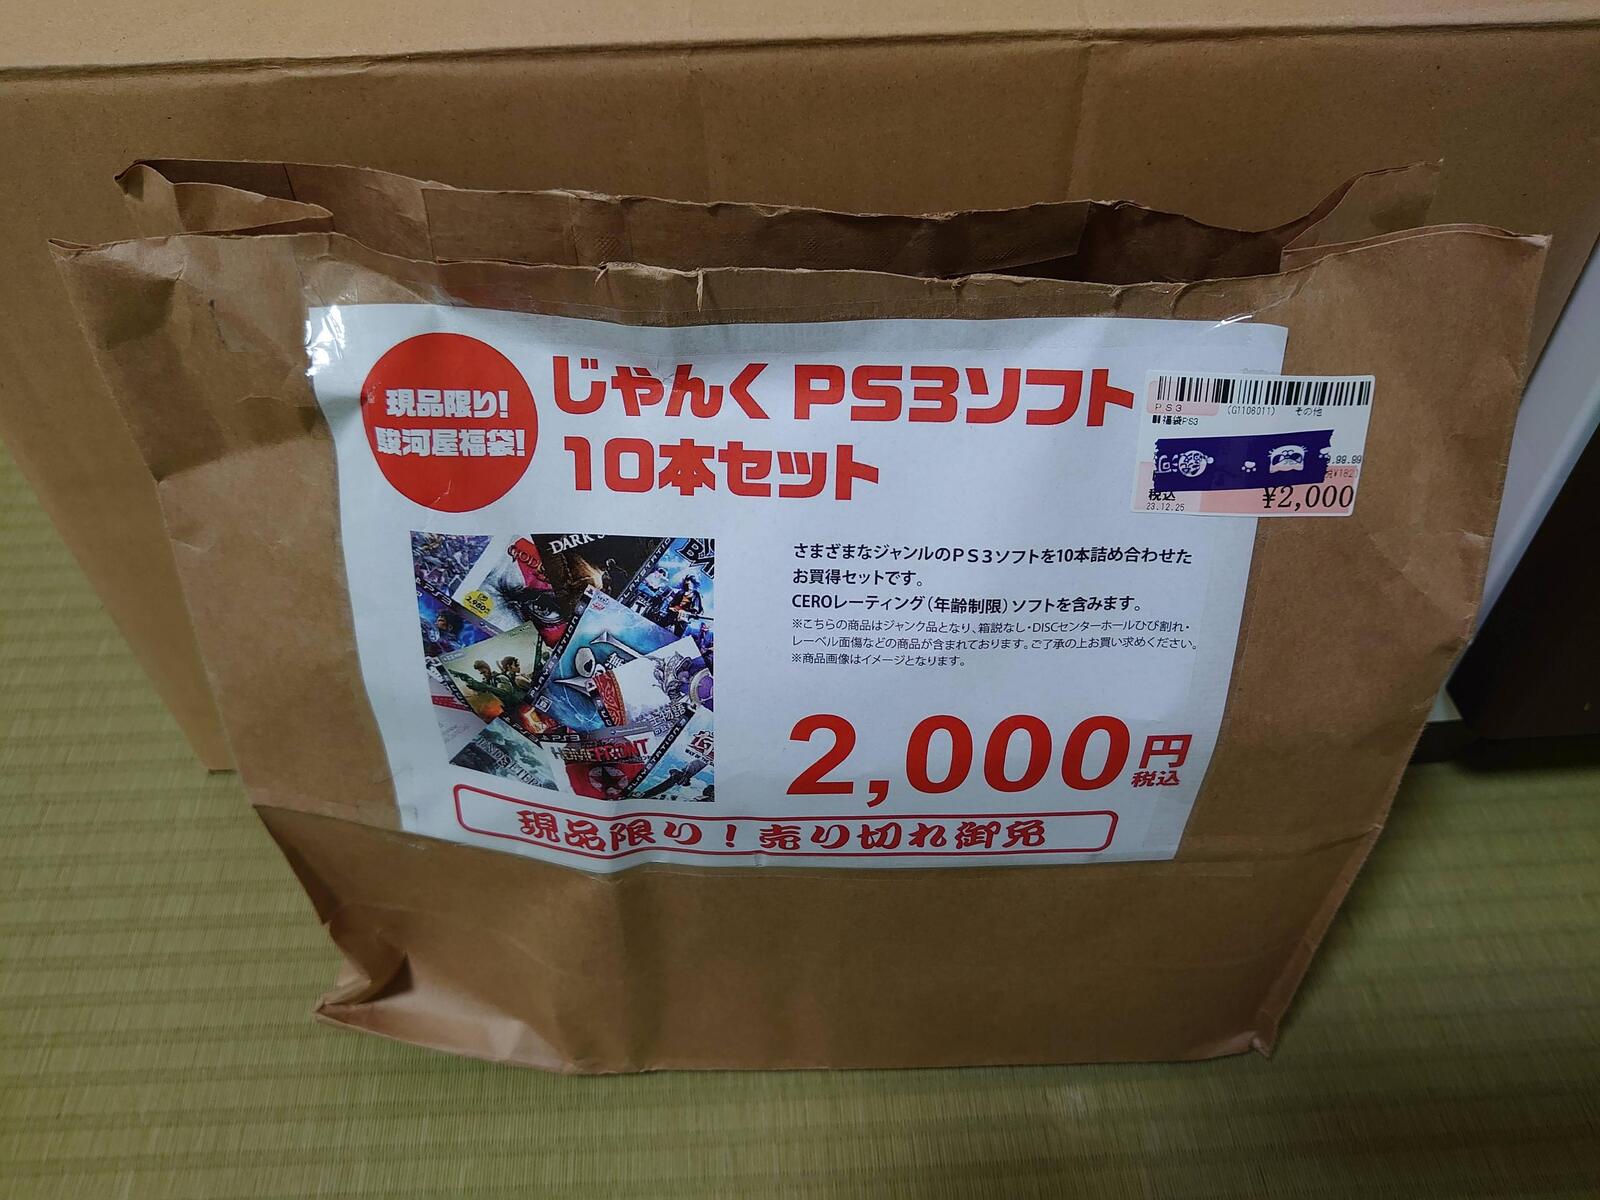 現品限り!
駿河屋福袋!
じゃんく PS3ソフト
10本セット
PS3
(G1106011)
その他
福袋PS3
税込
¥2,000
23.12.25
DARK
HOMEFRONT
さまざまなジャンルのPS3ソフトを10本詰め合わせた
お買得セットです。
CEROレーティング(年齢制限)ソフトを含みます。
※こちらの商品はジャンク品となり、箱説なし・DISCセンターホールひび割れ・
レーベル面傷などの商品が含まれております。ご了承の上お買い求めください。
※商品画像はイメージとなります。
2,000円
税込
現品限り!売り切れ御免